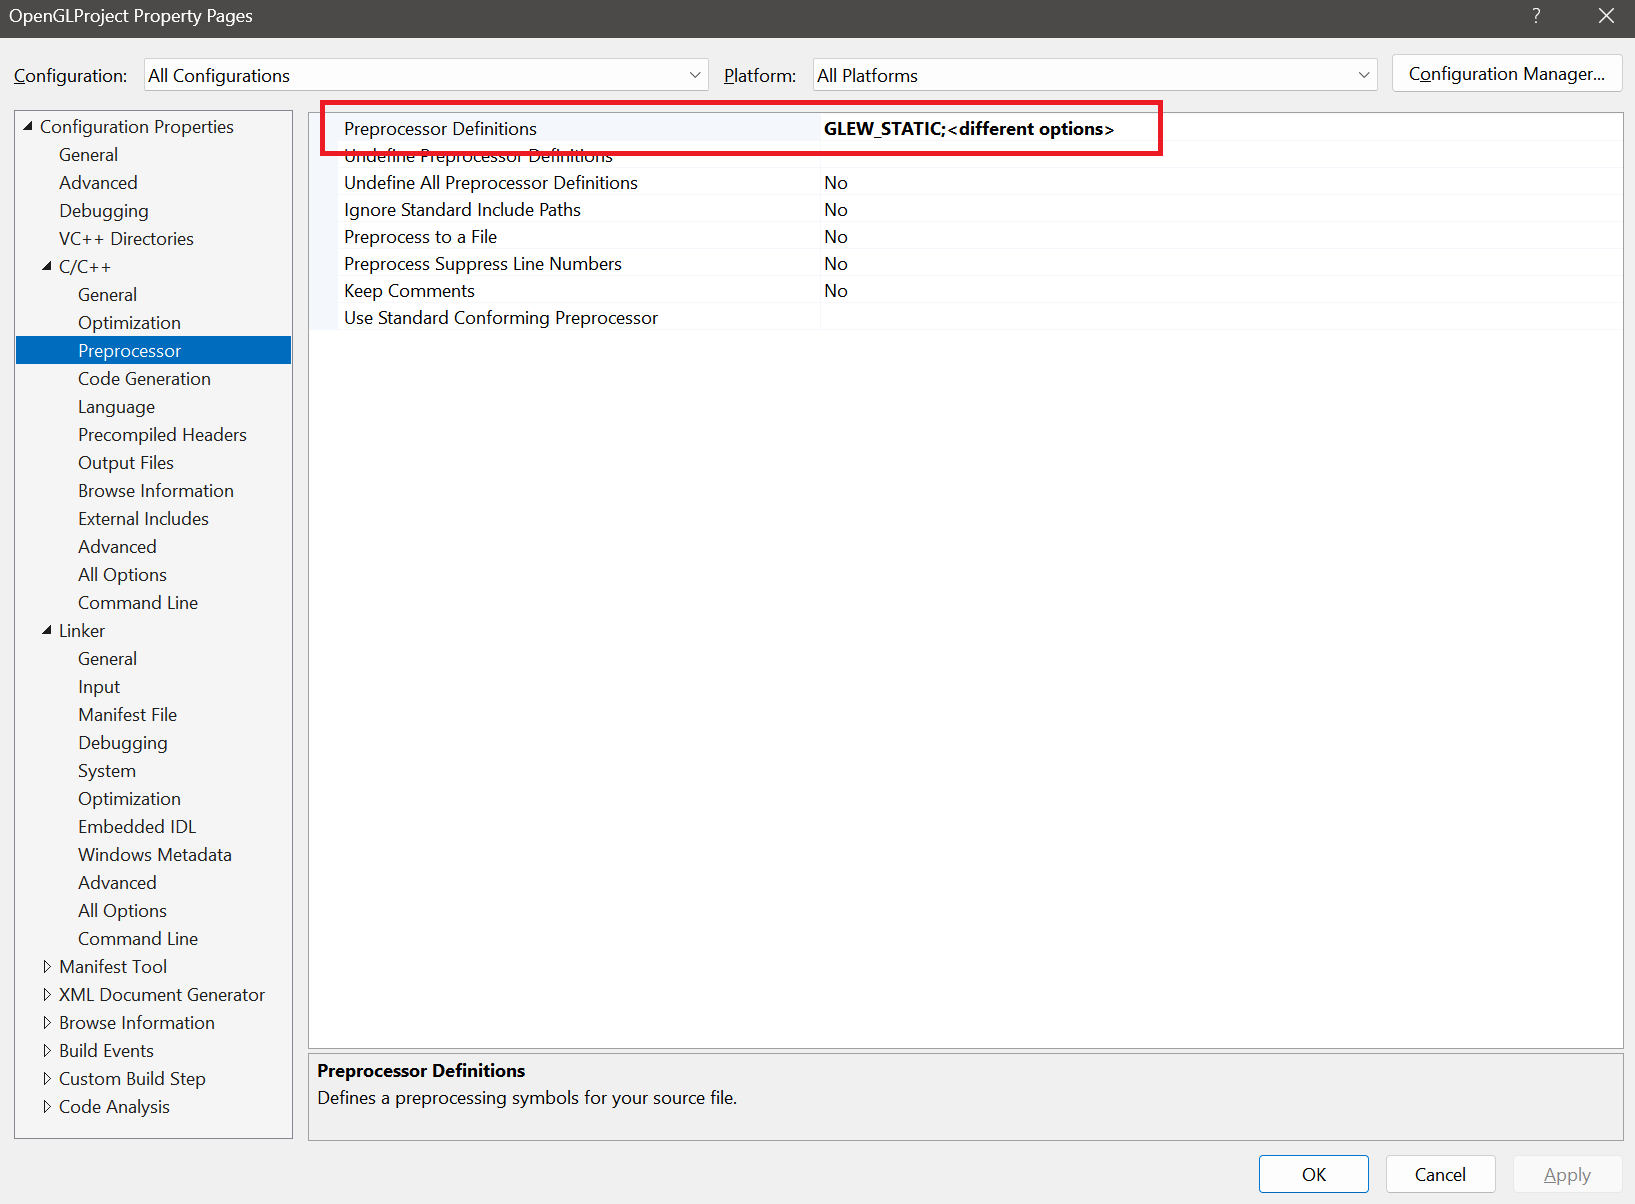 OpenGLProject Property Pages
?
Configuration: All Configurations Platform: All Platforms Configuration Manager...
Configuration Properties
General
Advanced
Debugging
VC++ Directories
C/C++
General
Optimization
Preprocessor
Code Generation
Language
Precompiled Headers
Output Files
Browse Information
External Includes
Advanced
All Options
Command Line
Linker
General
Input
Manifest File
Debugging
System
Optimization
Embedded IDL
Windows Metadata
Advanced
All Options
Command Line
Manifest Tool
XML Document Generator
Browse Information
Build Events
Custom Build Step
Code Analysis
Preprocessor Definitions GLEW_STATIC;<different options>
Undefine Preprocessor Definitions
Undefine All Preprocessor Definitions No
Ignore Standard Include Paths No
Preprocess to a File No
Preprocess Suppress Line Numbers No
Keep Comments No
Use Standard Conforming Preprocessor
Preprocessor Definitions
Defines a preprocessing symbols for your source file.
OK Cancel Apply